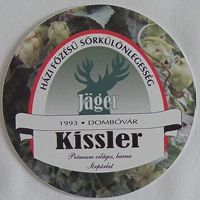 HÁZI FŐZÉSŰ SÖRKÜLÖNLEGESSÉG
Jäger
1993 • DOMBÓVÁR
Kissler
Prémium világos, barna
Sörpárlat